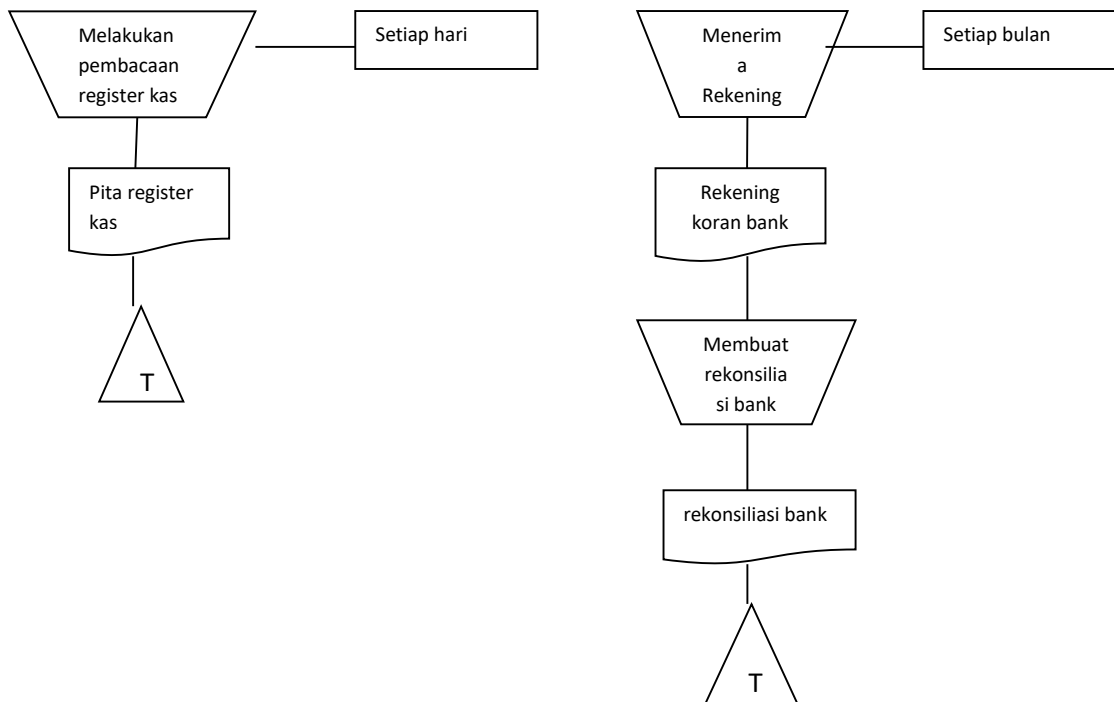 Melakukan
pembacaan
register kas
Setiap hari
Pita register
kas
T
Menerim
a
Rekening
Setiap bulan
Rekening
koran bank
Membuat
rekonsilia
si bank
rekonsiliasi bank
T